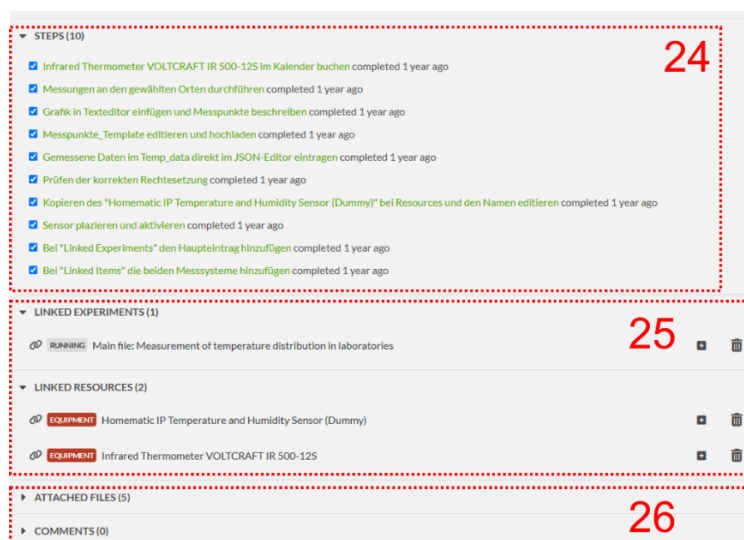 STEPS (10)
24
Infrared Thermometer VOLTCRAFT IR 500-12S im Kalender buchen completed 1 year ago
Messungen an den gewählten Orten durchführen completed 1 year ago
Grafik in Texteditor einfügen und Messpunkte beschreiben completed 1 year ago
Messpunkte_Template editieren und hochladen completed 1 year ago
Gemessene Daten im Temp_data direkt im JSON-Editor eintragen completed 1 year ago
Prüfen der korrekten Rechtesetzung completed 1 year ago
Kopieren des "Homematic IP Temperature and Humidity Sensor (Dummy)" bei Resources und den Namen editieren completed 1 year ago
Sensor plazieren und aktivieren completed 1 year ago
Bei "Linked Experiments" den Haupteintrag hinzufügen completed 1 year ago
Bei "Linked Items" die beiden Messsysteme hinzufügen completed 1 year ago
LINKED EXPERIMENTS (1)
25
RUNNING Main file: Measurement of temperature distribution in laboratories
LINKED RESOURCES (2)
EQUIPMENT Homematic IP Temperature and Humidity Sensor (Dummy)
EQUIPMENT Infrared Thermometer VOLTCRAFT IR 500-12S
ATTACHED FILES (5)
26
COMMENTS (0)